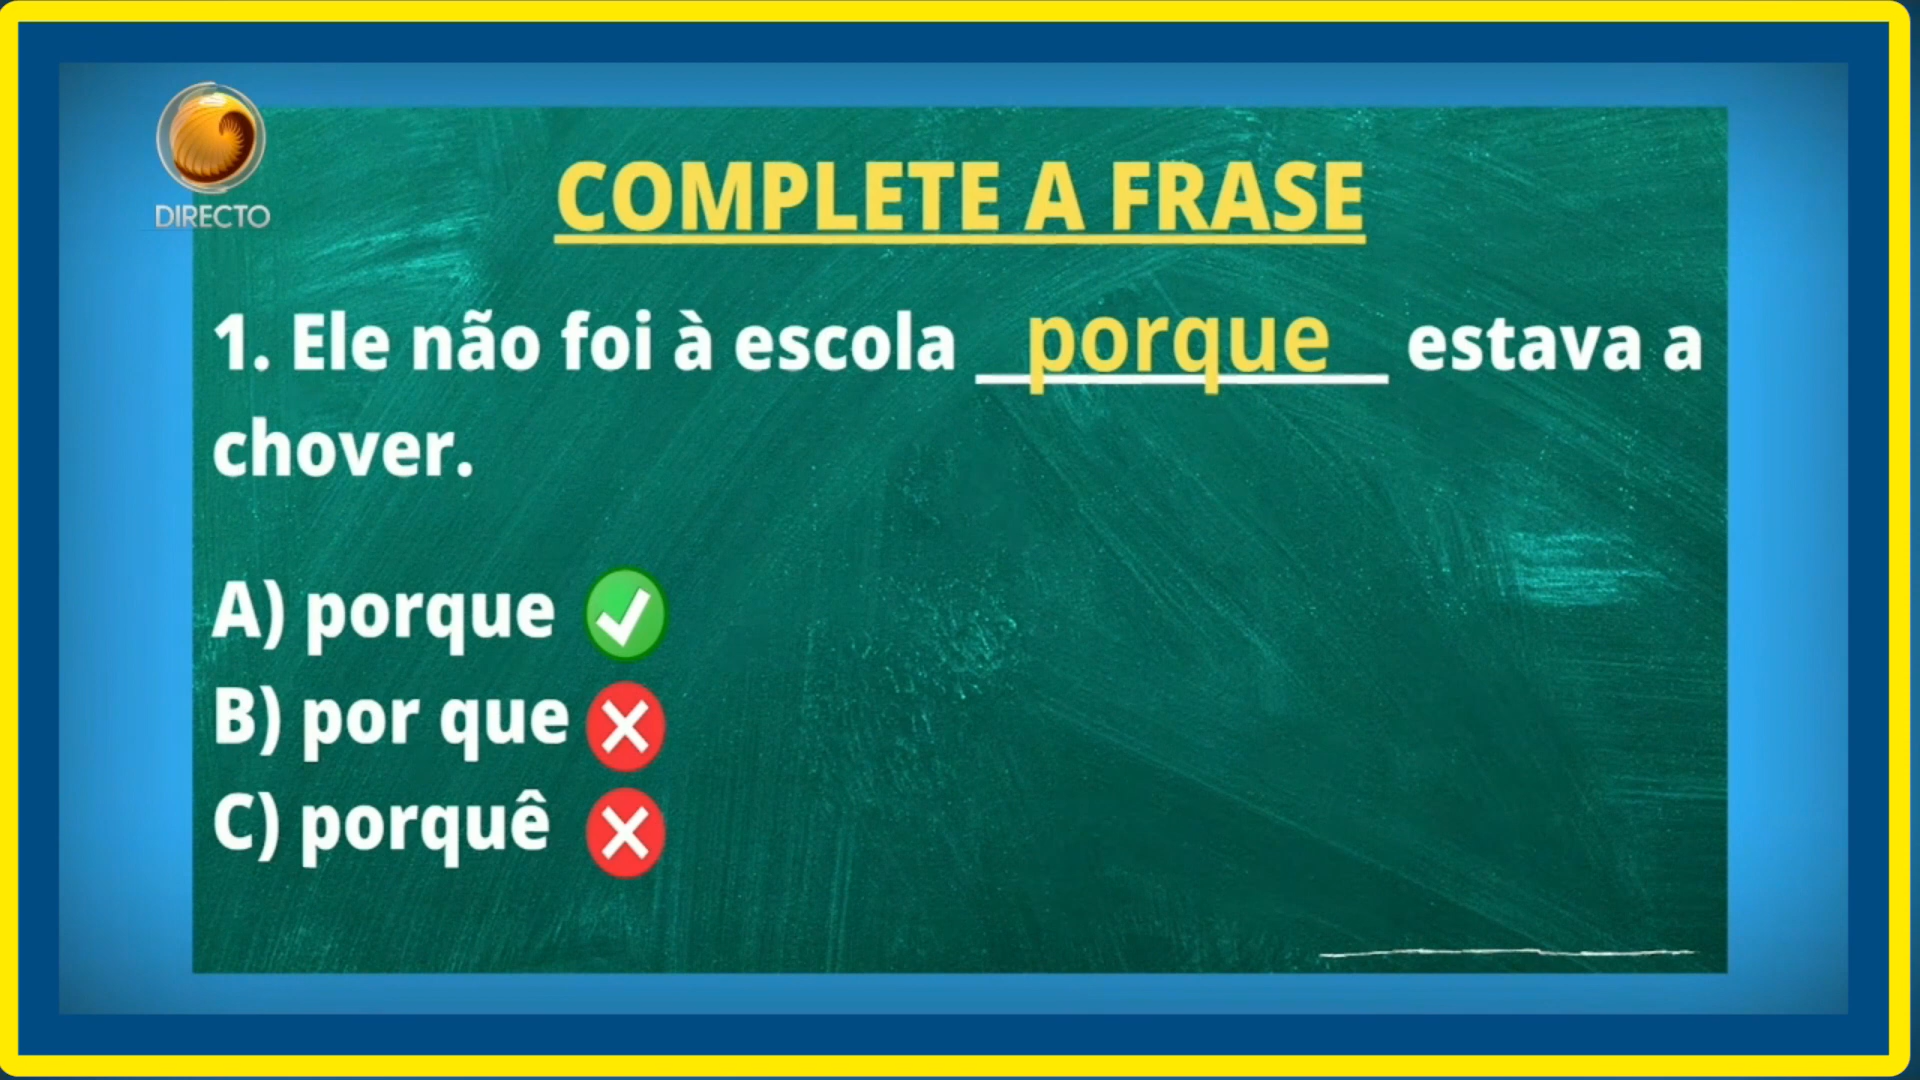 DIRECTO
COMPLETE A FRASE
1. Ele não foi à escola porque estava a
chover.
A) porque
B) por que
C) porquê